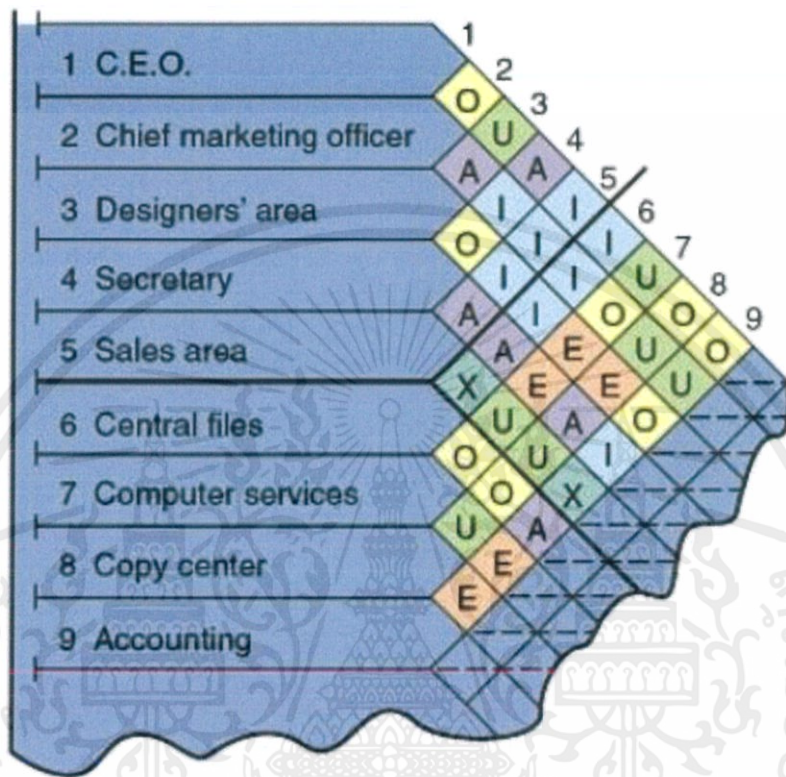 1
1 C.E.O. 2
O 3
2 Chief marketing officer U 4
A A 5
3 Designers' area I I 6
O I I 7
4 Secretary I I U 8
A I O O 9
5 Sales area A E U O
X E E U
6 Central files U A O
O U I
7 Computer services O X
U A
8 Copy center E
E
9 Accounting